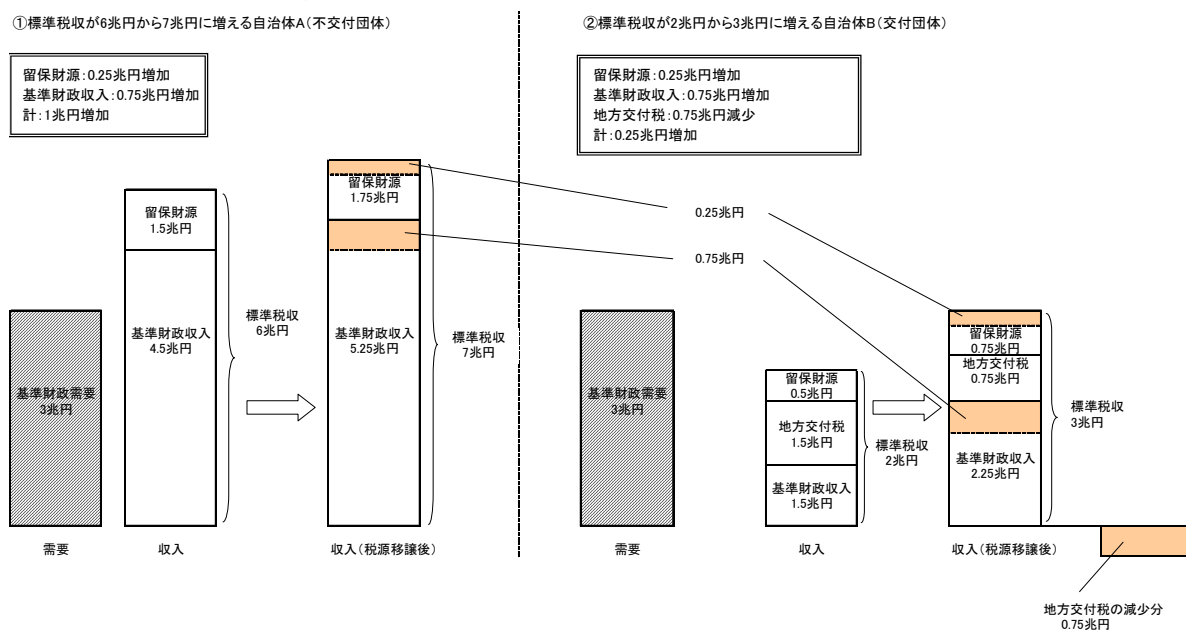 ①標準税収が6兆円から7兆円に増える自治体A(不交付団体)
留保財源:0.25兆円増加
基準財政収入:0.75兆円増加
計:1兆円増加
留保財源
1.5兆円
基準財政収入
4.5兆円
標準税収
6兆円
留保財源
1.75兆円
基準財政収入
5.25兆円
標準税収
7兆円
基準財政需要
3兆円
需要
収入
収入(税源移譲後)
②標準税収が2兆円から3兆円に増える自治体B(交付団体)
留保財源:0.25兆円増加
基準財政収入:0.75兆円増加
地方交付税:0.75兆円減少
計:0.25兆円増加
0.25兆円
0.75兆円
基準財政需要
3兆円
留保財源
0.5兆円
地方交付税
1.5兆円
基準財政収入
1.5兆円
標準税収
2兆円
留保財源
0.75兆円
地方交付税
0.75兆円
基準財政収入
2.25兆円
標準税収
3兆円
需要
収入
収入(税源移譲後)
地方交付税の減少分
0.75兆円